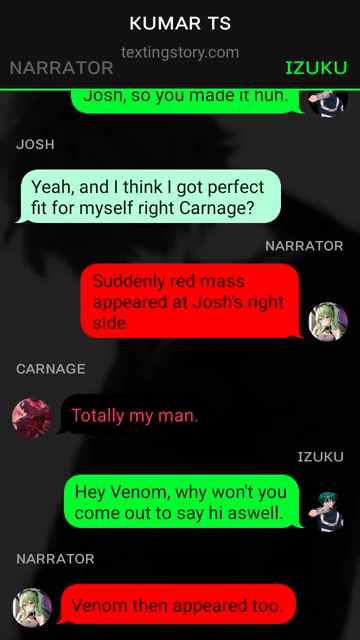 KUMAR TS
textingstory.com
NARRATOR
IZUKU
Josh, so you made it huh.
JOSH
Yeah, and I think I got perfect
fit for myself right Carnage?
NARRATOR
Suddenly red mass
appeared at Josh's right
side.
CARNAGE
Totally my man.
IZUKU
Hey Venom, why won't you
come out to say hi aswell.
NARRATOR
Venom then appeared too.